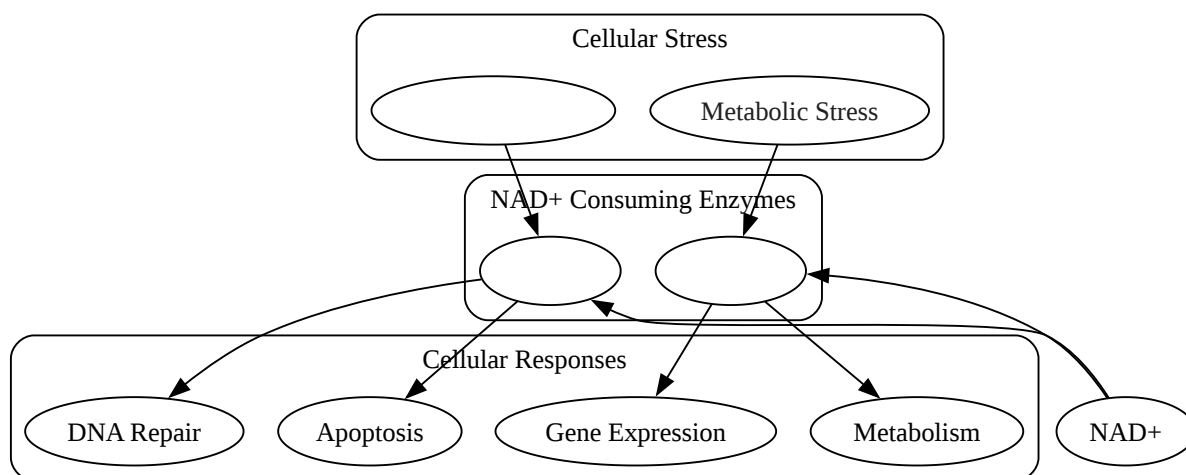 Cellular Stress
Metabolic Stress
NAD+ Consuming Enzymes
Cellular Responses
DNA Repair
Apoptosis
Gene Expression
Metabolism
NAD+